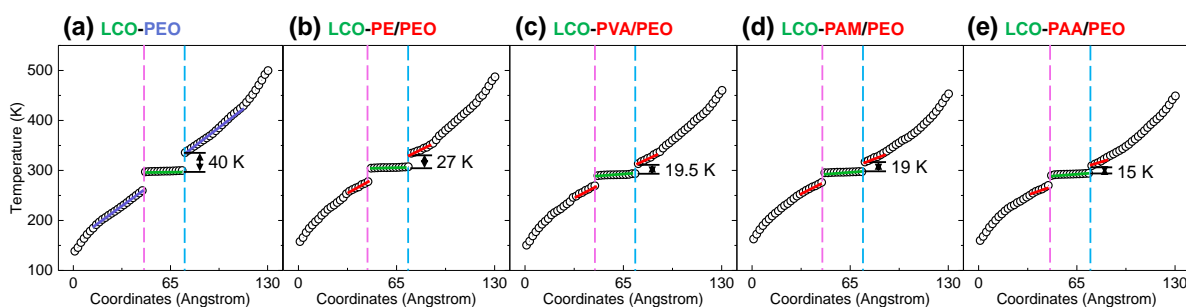 (a) LCO-PEO
(b) LCO-PE/PEO
(c) LCO-PVA/PEO
(d) LCO-PAM/PEO
(e) LCO-PAA/PEO
Temperature (K)
500
400
300
200
100
40 K
27 K
19.5 K
19 K
15 K
0 65 130
0 65 130
0 65 130
0 65 130
0 65 130
Coordinates (Angstrom)
Coordinates (Angstrom)
Coordinates (Angstrom)
Coordinates (Angstrom)
Coordinates (Angstrom)